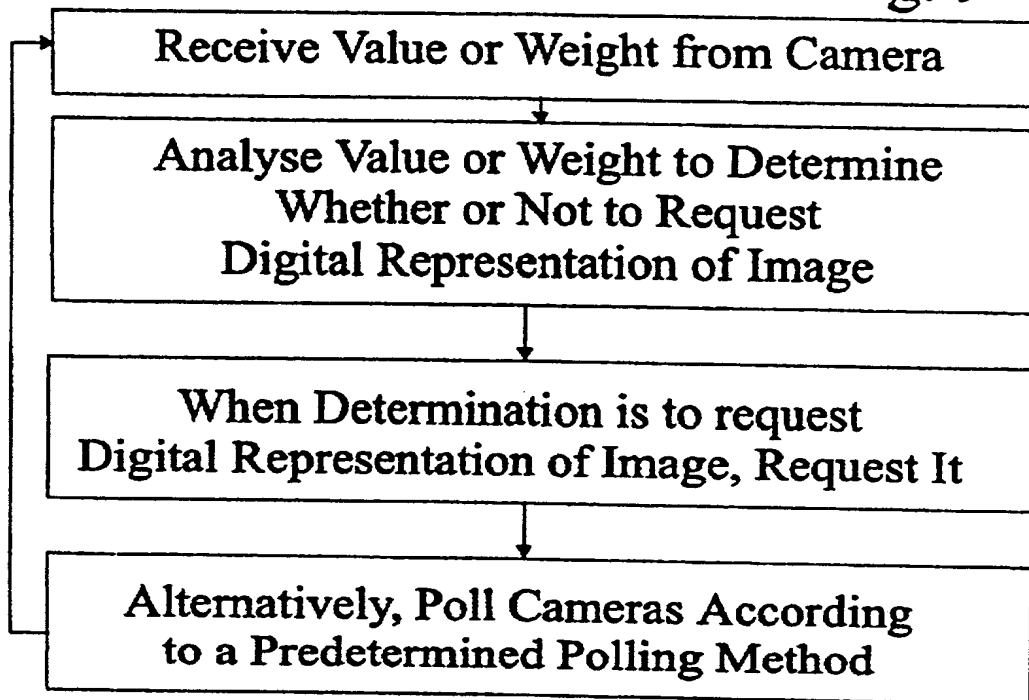 Receive Value or Weight from Camera
Analyse Value or Weight to Determine
Whether or Not to Request
Digital Representation of Image
When Determination is to request
Digital Representation of Image, Request It
Alternatively, Poll Cameras According
to a Predetermined Polling Method